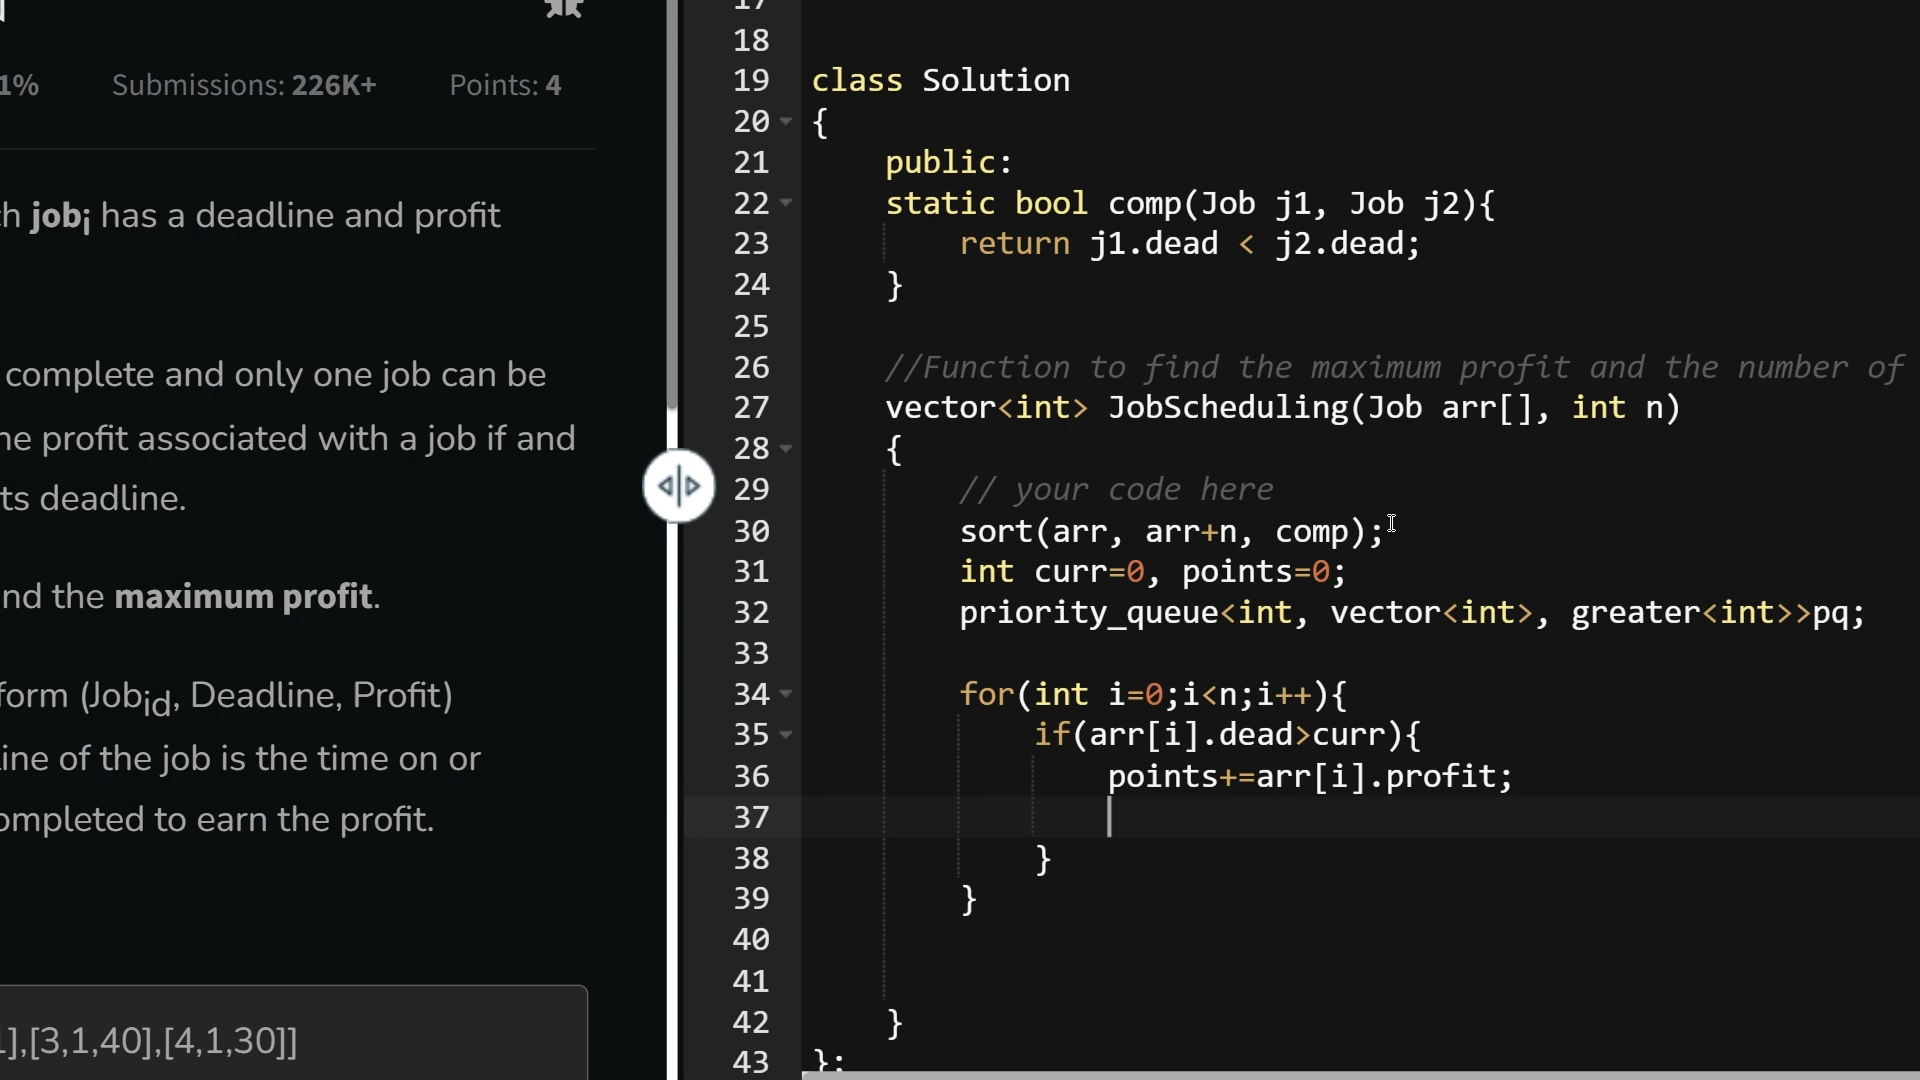 1% Submissions: 226K+ Points: 4
h job¡ has a deadline and profit
complete and only one job can be
ne profit associated with a job if and
ts deadline.
nd the maximum profit.
form (Jobid, Deadline, Profit)
ine of the job is the time on or
ompleted to earn the profit.
],[3,1,40],[4,1,30]]
17
18
19 class Solution
20 {
21 public:
22 static bool comp(Job j1, Job j2){
23 return j1.dead < j2.dead;
24 }
25
26 //Function to find the maximum profit and the number of
27 vector<int> JobScheduling(Job arr[], int n)
28 {
29 // your code here
30 sort(arr, arr+n, comp);
31 int curr=0, points=0;
32 priority_queue<int, vector<int>, greater<int>>pq;
33
34 for(int i=0;i<n;i++){
35 if(arr[i].dead>curr){
36 points+=arr[i].profit;
37
38 }
39 }
40
41
42 }
43 };